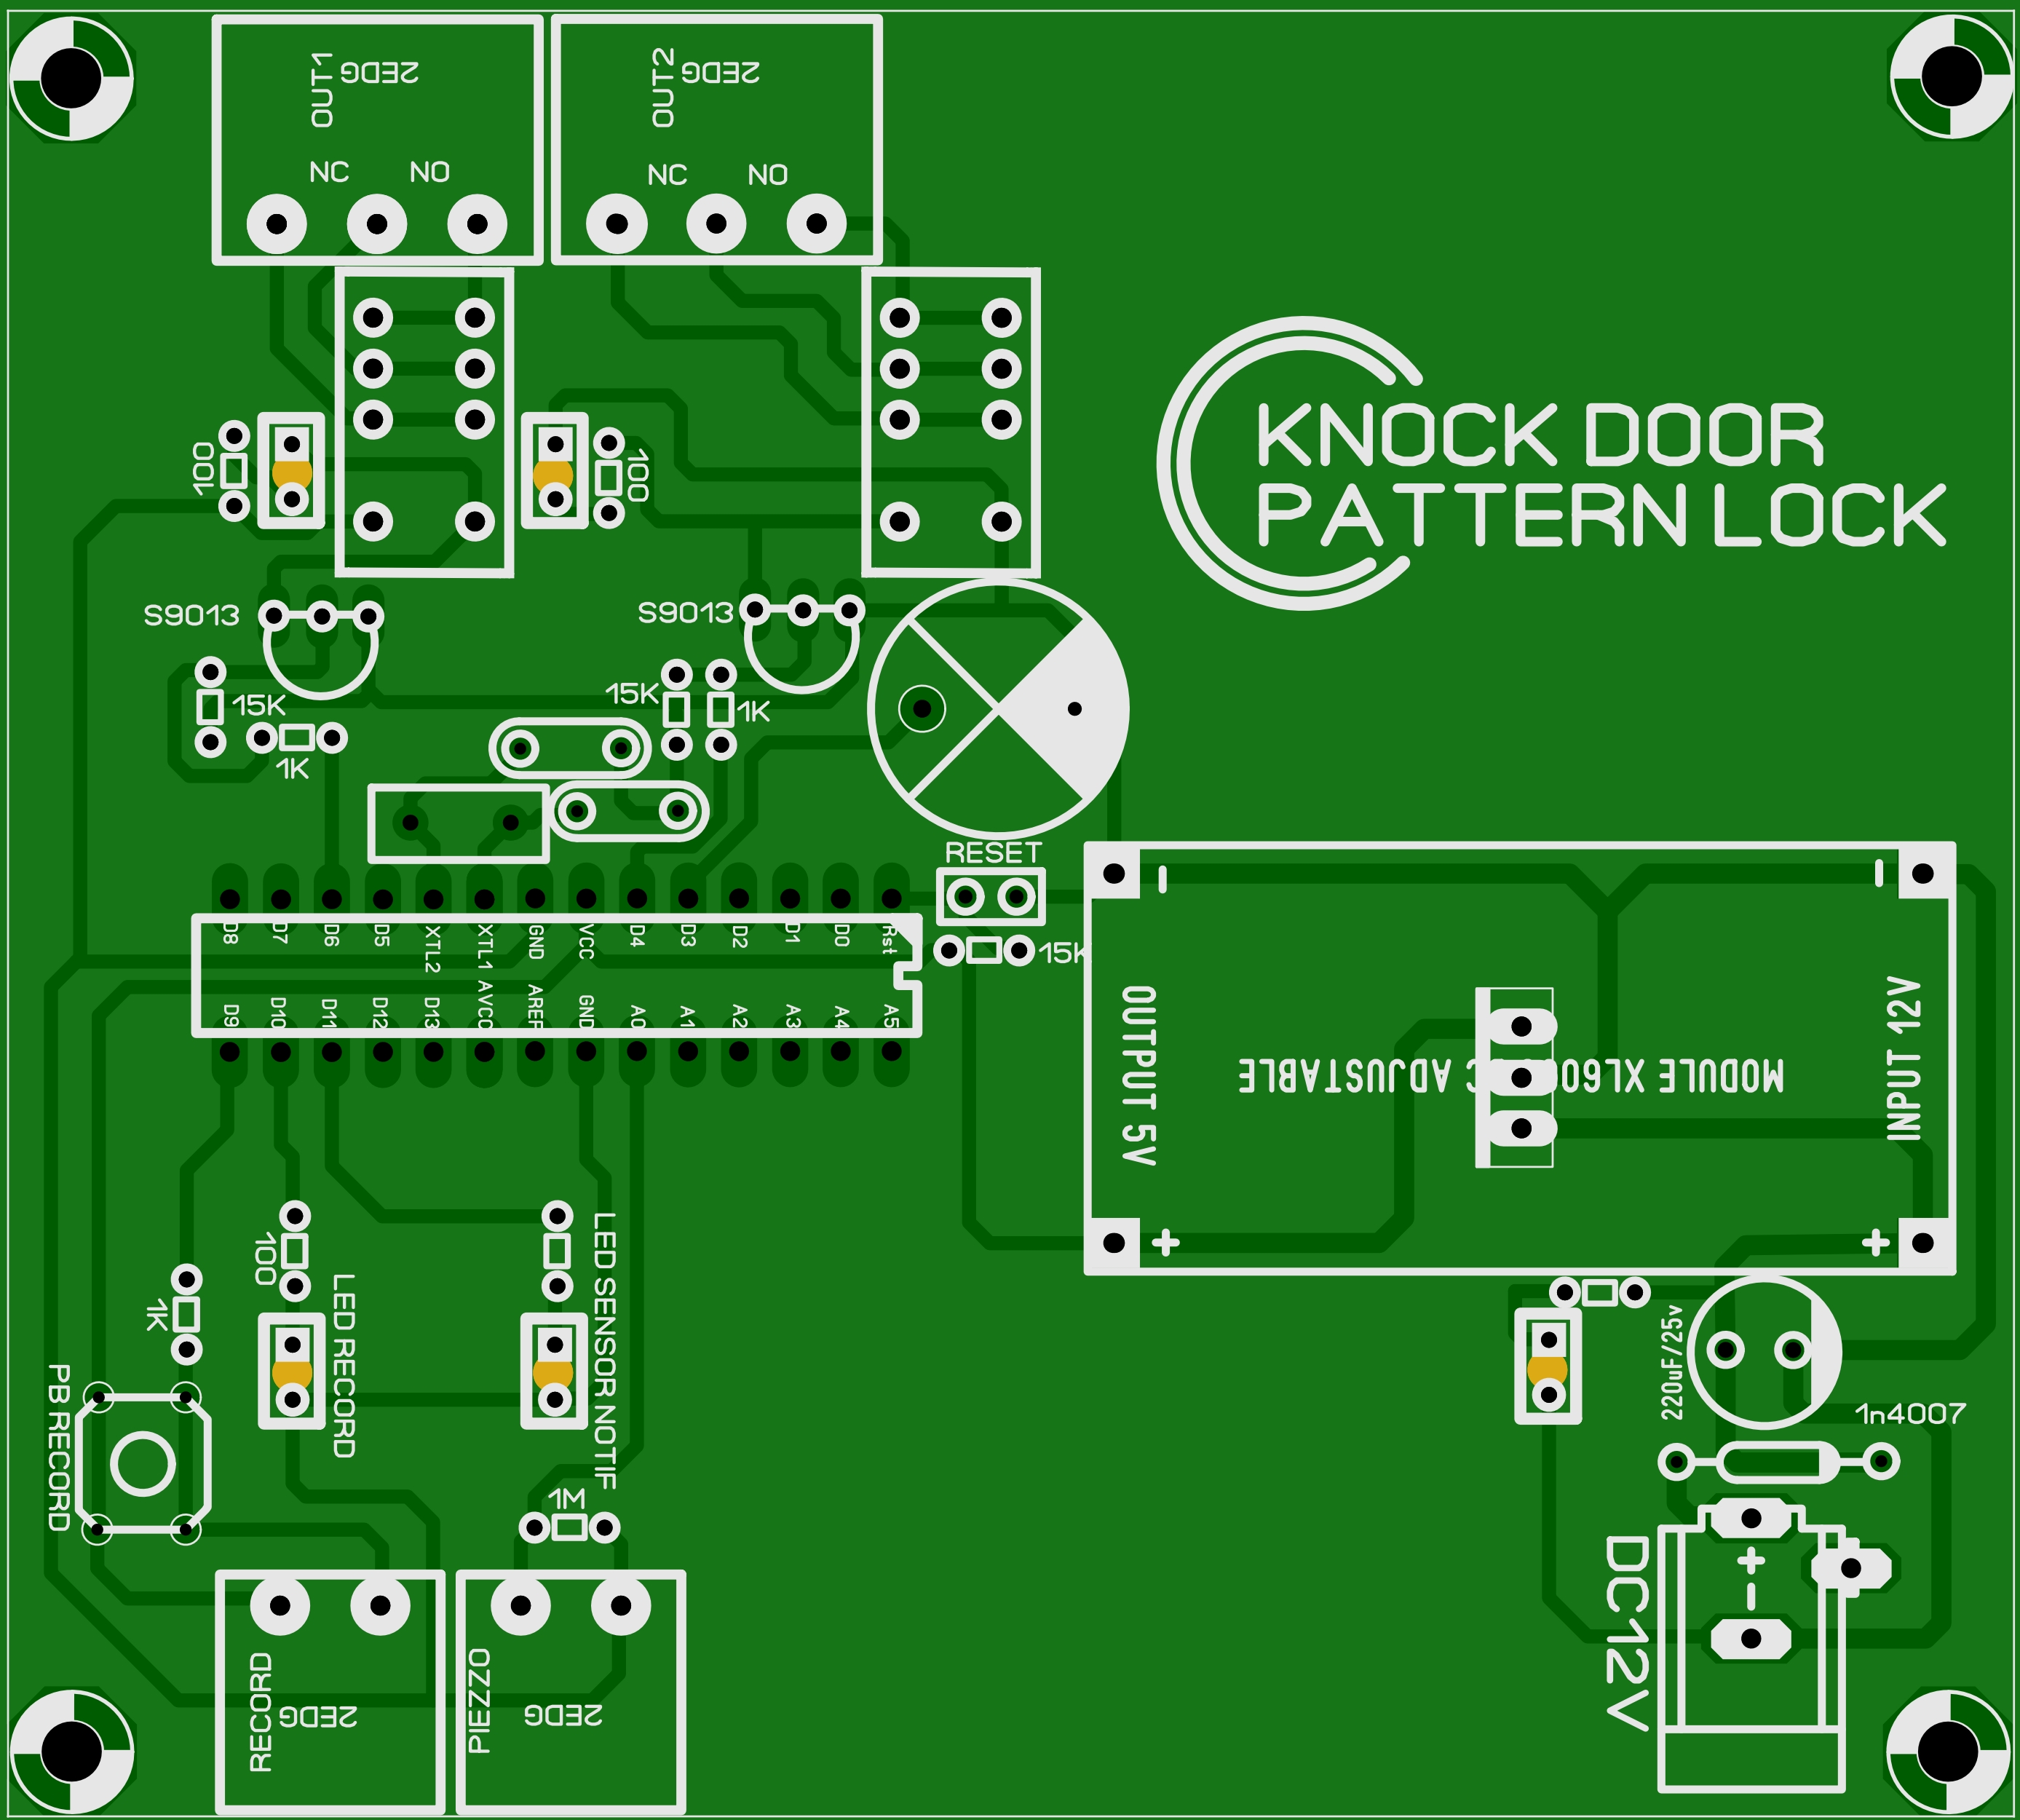 OUT1
2EDG
NC NO
OUT2
2EDG
NC NO
KNOCK DOOR
PATTERN LOCK
100
100
S9013
S9013
15K
1K
15K
1K
RESET
15K
D8 D7 D6 D5 XTL2 XTL1 GND VCC D4 D3 D2 D1 D0 Rst
D9 D10 D11 D12 D13 AVCC AREF GND A0 A1 A2 A3 A4 A5
-
-
OUTPUT 5V
MODULE ADJUSTABLE
INPUT 12V
+
+
100
LED RECORD
LED SENSOR NOTIF
1K
PB RECORD
1M
RECORD
2EDG
PIEZZO
2EDG
220uF/25v
1n4007
DC12V
+
-